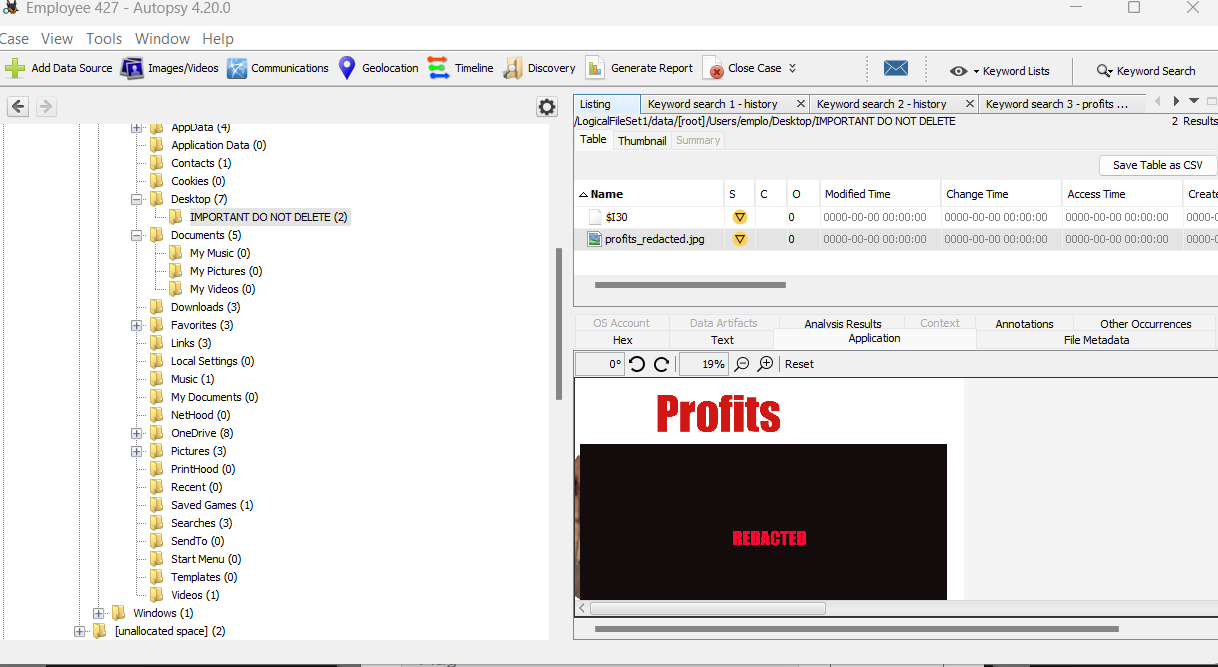 Employee 427 - Autopsy 4.20.0
Case View Tools Window Help
Add Data Source Images/Videos Communications Geolocation Timeline Discovery Generate Report Close Case Keyword Lists Keyword Search
AppData (4)
Application Data (0)
Contacts (1)
Cookies (0)
Desktop (7)
IMPORTANT DO NOT DELETE (2)
Documents (5)
My Music (0)
My Pictures (0)
My Videos (0)
Downloads (3)
Favorites (3)
Links (3)
Local Settings (0)
Music (1)
My Documents (0)
NetHood (0)
OneDrive (8)
Pictures (3)
PrintHood (0)
Recent (0)
Saved Games (1)
Searches (3)
SendTo (0)
Start Menu (0)
Templates (0)
Videos (1)
Windows (1)
[unallocated space] (2)
Listing Keyword search 1 - history Keyword search 2 - history Keyword search 3 - profits ...
/LogicalFileSet1/data/[root]/Users/emplo/Desktop/IMPORTANT DO NOT DELETE 2 Results
Table Thumbnail Summary
Save Table as CSV
Name S C O Modified Time Change Time Access Time Create
$I30 0 0000-00-00 00:00:00 0000-00-00 00:00:00 0000-00-00 00:00:00 0000-0
profits_redacted.jpg 0 0000-00-00 00:00:00 0000-00-00 00:00:00 0000-00-00 00:00:00 0000-0
OS Account Data Artifacts Analysis Results Context Annotations Other Occurrences
Hex Text Application File Metadata
0° 19% Reset
Profits
REDACTED